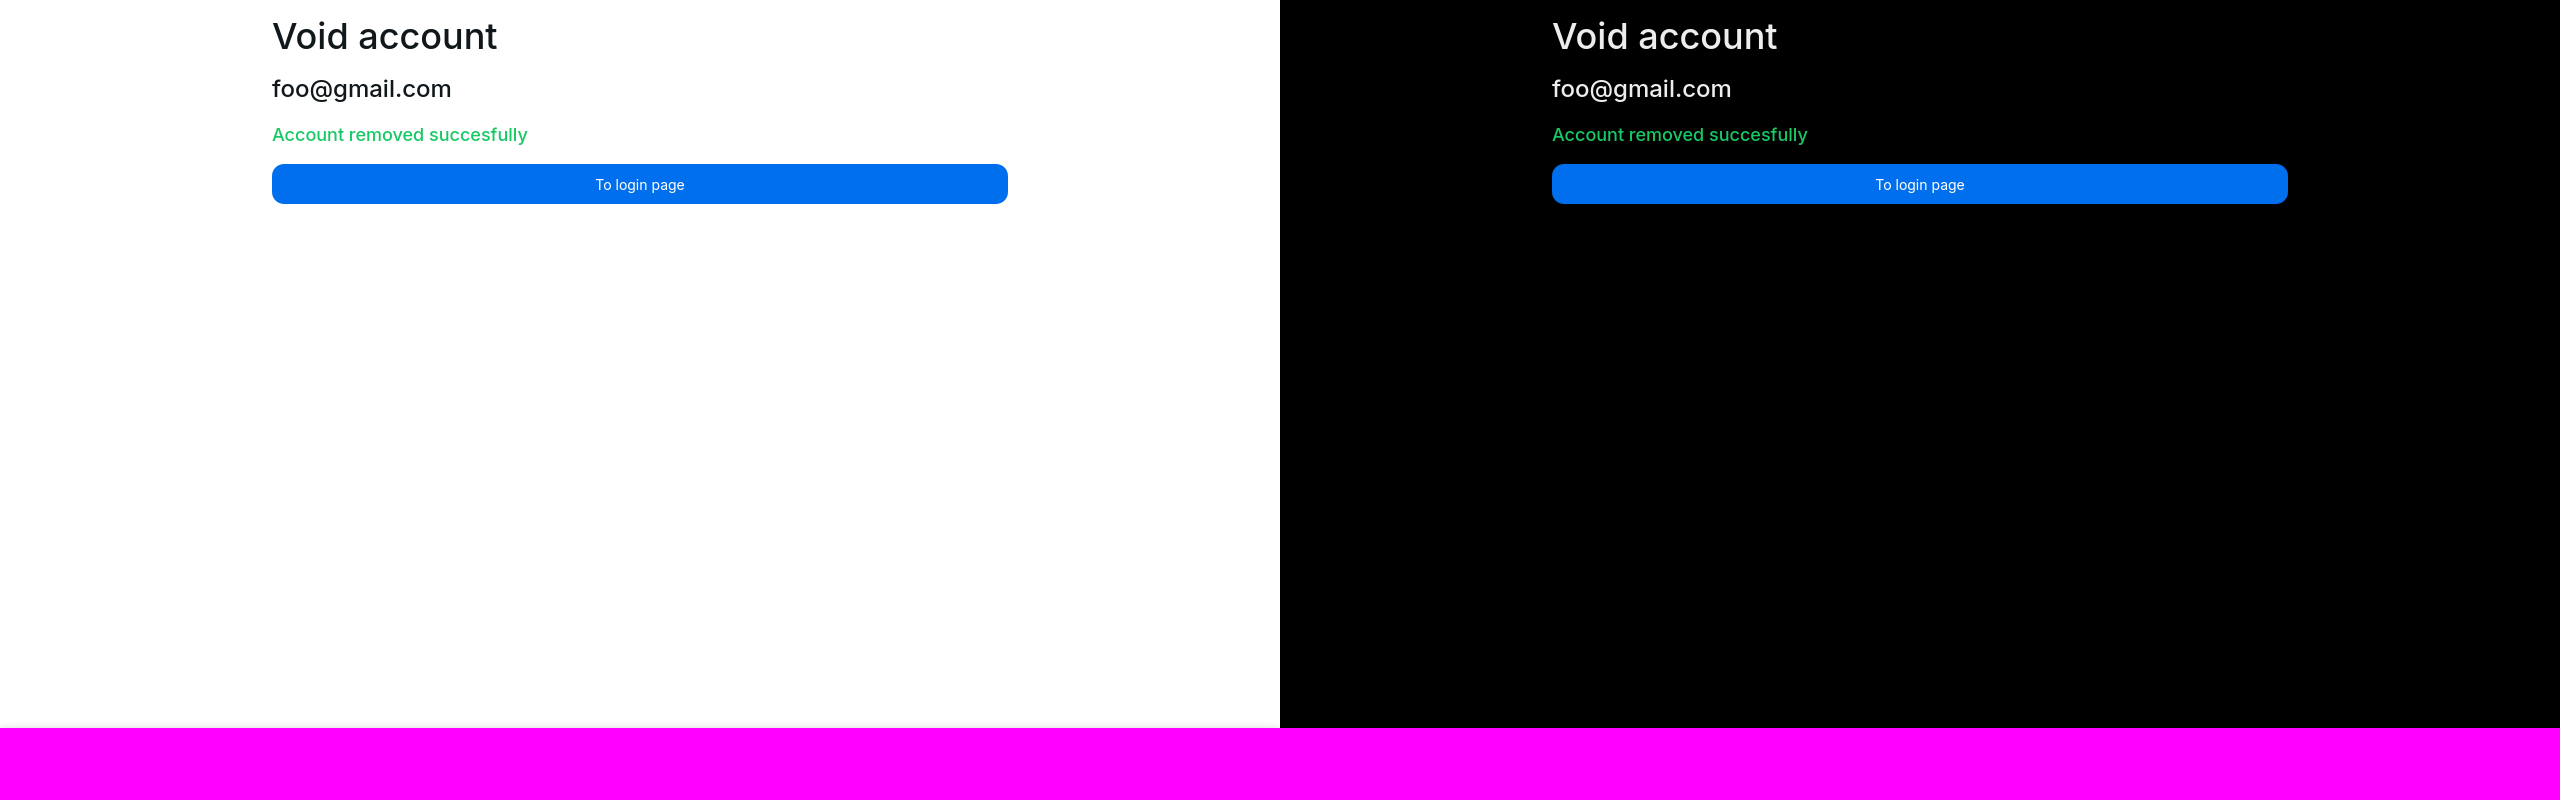 Void account
foo@gmail.com
Account removed succesfully
To login page
Void account
foo@gmail.com
Account removed succesfully
To login page